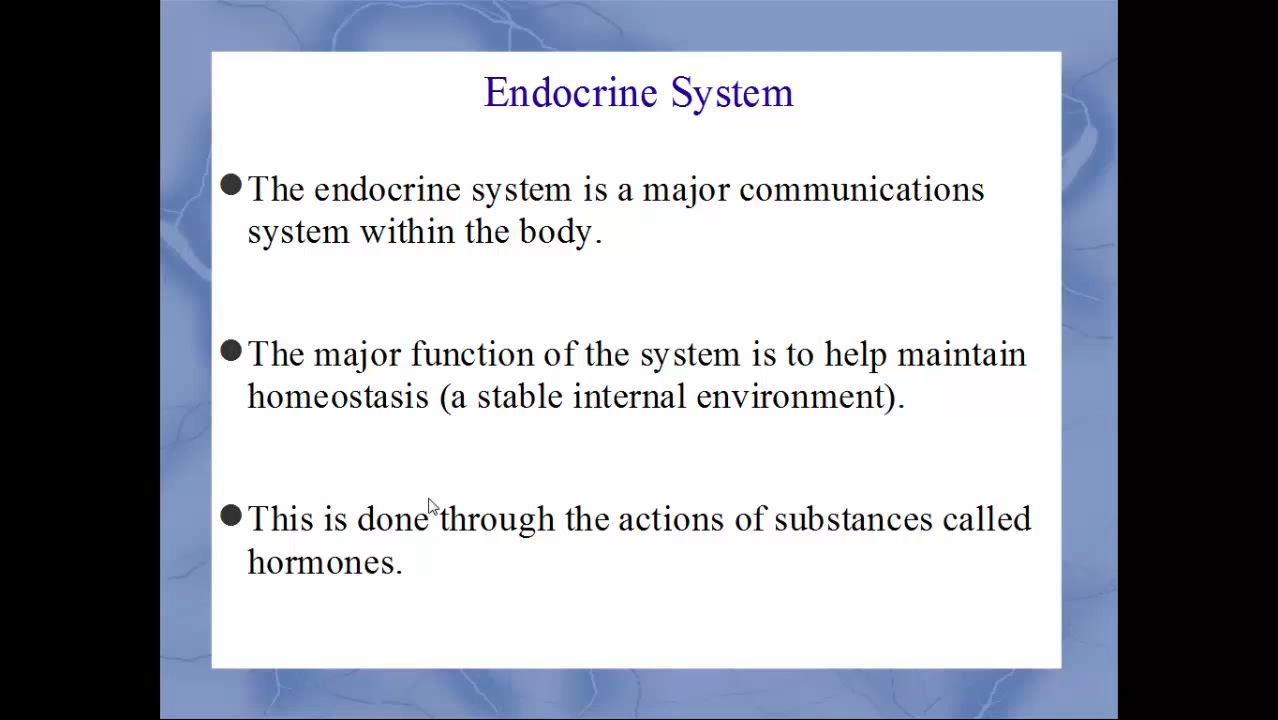 Endocrine System
The endocrine system is a major communications
system within the body.
The major function of the system is to help maintain
homeostasis (a stable internal environment).
This is done through the actions of substances called
hormones.